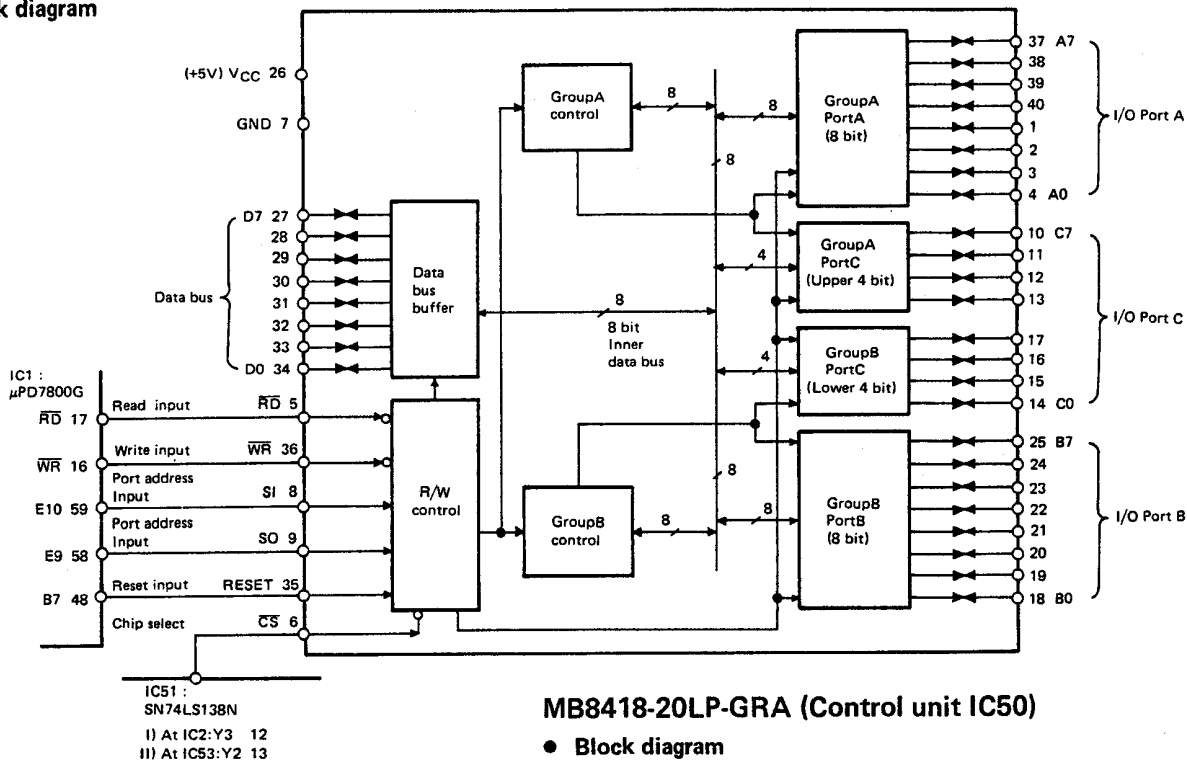 k diagram
(+5V) VCC 26
GND 7
D7 27
28
29
30
31
32
33
D0 34
Data bus
Data
bus
buffer
8
8 bit
Inner
data bus
GroupA
control
8
8
8
GroupA
PortA
(8 bit)
37 A7
38
39
40
1
2
3
4 A0
I/O Port A
4
GroupA
PortC
(Upper 4 bit)
10 C7
11
12
13
I/O Port C
4
GroupB
PortC
(Lower 4 bit)
17
16
15
14 C0
8
8
GroupB
PortB
(8 bit)
25 B7
24
23
22
21
20
19
18 B0
I/O Port B
GroupB
control
8
R/W
control
IC1 :
μPD7800G
RD 17
Read input
RD 5
WR 16
Write input
WR 36
E10 59
Port address
Input
SI 8
E9 58
Port address
Input
SO 9
B7 48
Reset input
RESET 35
Chip select
CS 6
IC51 :
SN74LS138N
I) At IC2:Y3 12
II) At IC53:Y2 13
MB8418-20LP-GRA (Control unit IC50)
● Block diagram